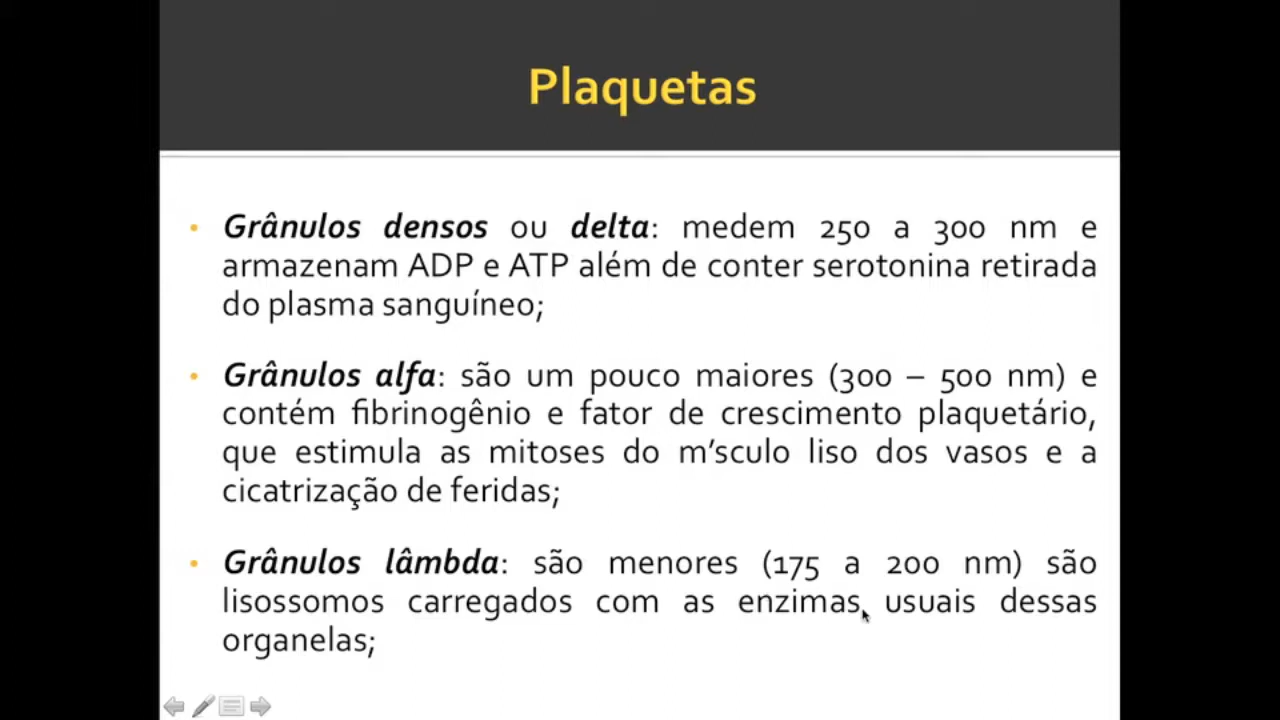 Plaquetas
• Grânulos densos ou delta: medem 250 a 300 nm e
armazenam ADP e ATP além de conter serotonina retirada
do plasma sanguíneo;
• Grânulos alfa: são um pouco maiores (300 – 500 nm) e
contém fibrinogênio e fator de crescimento plaquetário,
que estimula as mitoses do m’sculo liso dos vasos e a
cicatrização de feridas;
• Grânulos lâmbda: são menores (175 a 200 nm) são
lisossomos carregados com as enzimas usuais dessas
organelas;